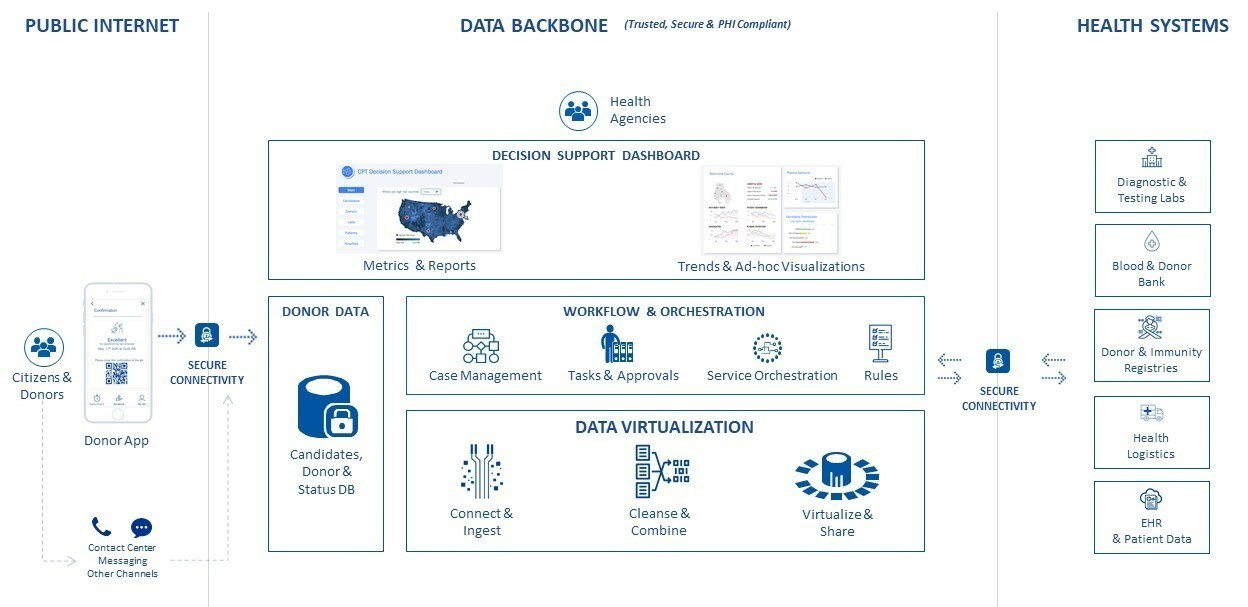 PUBLIC INTERNET
DATA BACKBONE (Trusted, Secure & PHI Compliant)
HEALTH SYSTEMS
Health
Agencies
DECISION SUPPORT DASHBOARD
CPT Decision Support Dashboard
Metrics & Reports
Trends & Ad-hoc Visualizations
Confirmation
Excellent
Citizens &
Donors
Donor App
SECURE
CONNECTIVITY
Contact Center
Messaging
Other Channels
DONOR DATA
Candidates,
Donor &
Status DB
WORKFLOW & ORCHESTRATION
Case Management
Tasks & Approvals
Service Orchestration
Rules
DATA VIRTUALIZATION
Connect &
Ingest
Cleanse &
Combine
Virtualize &
Share
SECURE
CONNECTIVITY
Diagnostic &
Testing Labs
Blood & Donor
Bank
Donor & Immunity
Registries
Health
Logistics
EHR
& Patient Data